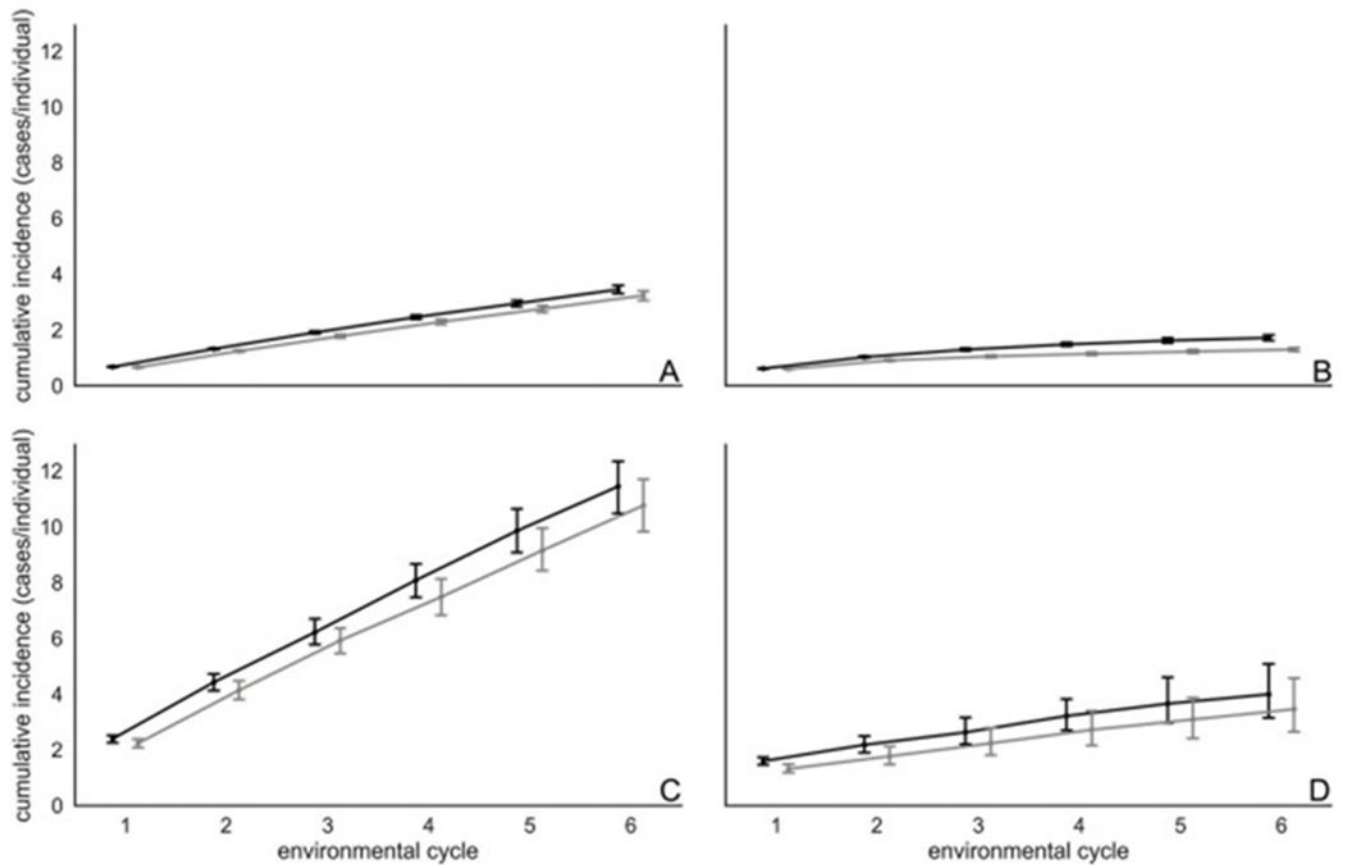 cumulative incidence (cases/individual)
12
10
8
6
4
2
0
A
B
cumulative incidence (cases/individual)
12
10
8
6
4
2
0
C
D
1 2 3 4 5 6
environmental cycle
1 2 3 4 5 6
environmental cycle